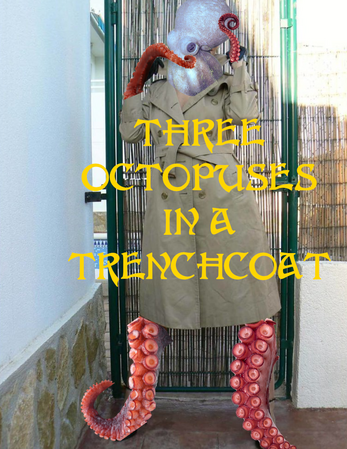 THREE
OCTOPUSES
IN A
TRENCHCOAT